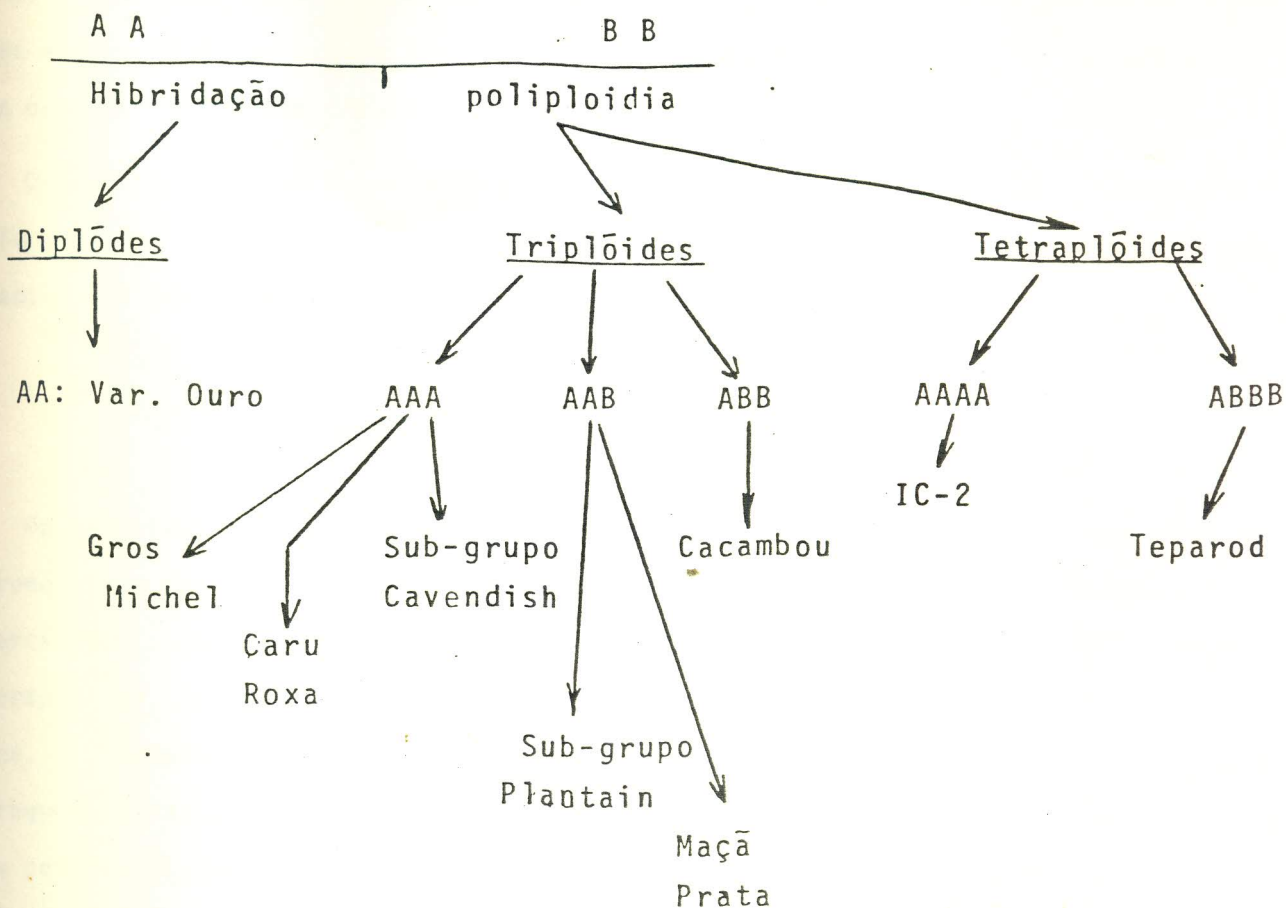 A A B B
Hibridação poliploidia
Diplōdes Triplōides Tetraplōides
AA: Var. Ouro AAA AAB ABB AAAA ABBB
IC-2
Gros Sub-grupo Cacambou Teparod
Michel Cavendish
Caru
Roxa
Sub-grupo
Plantain
Maçã
Prata